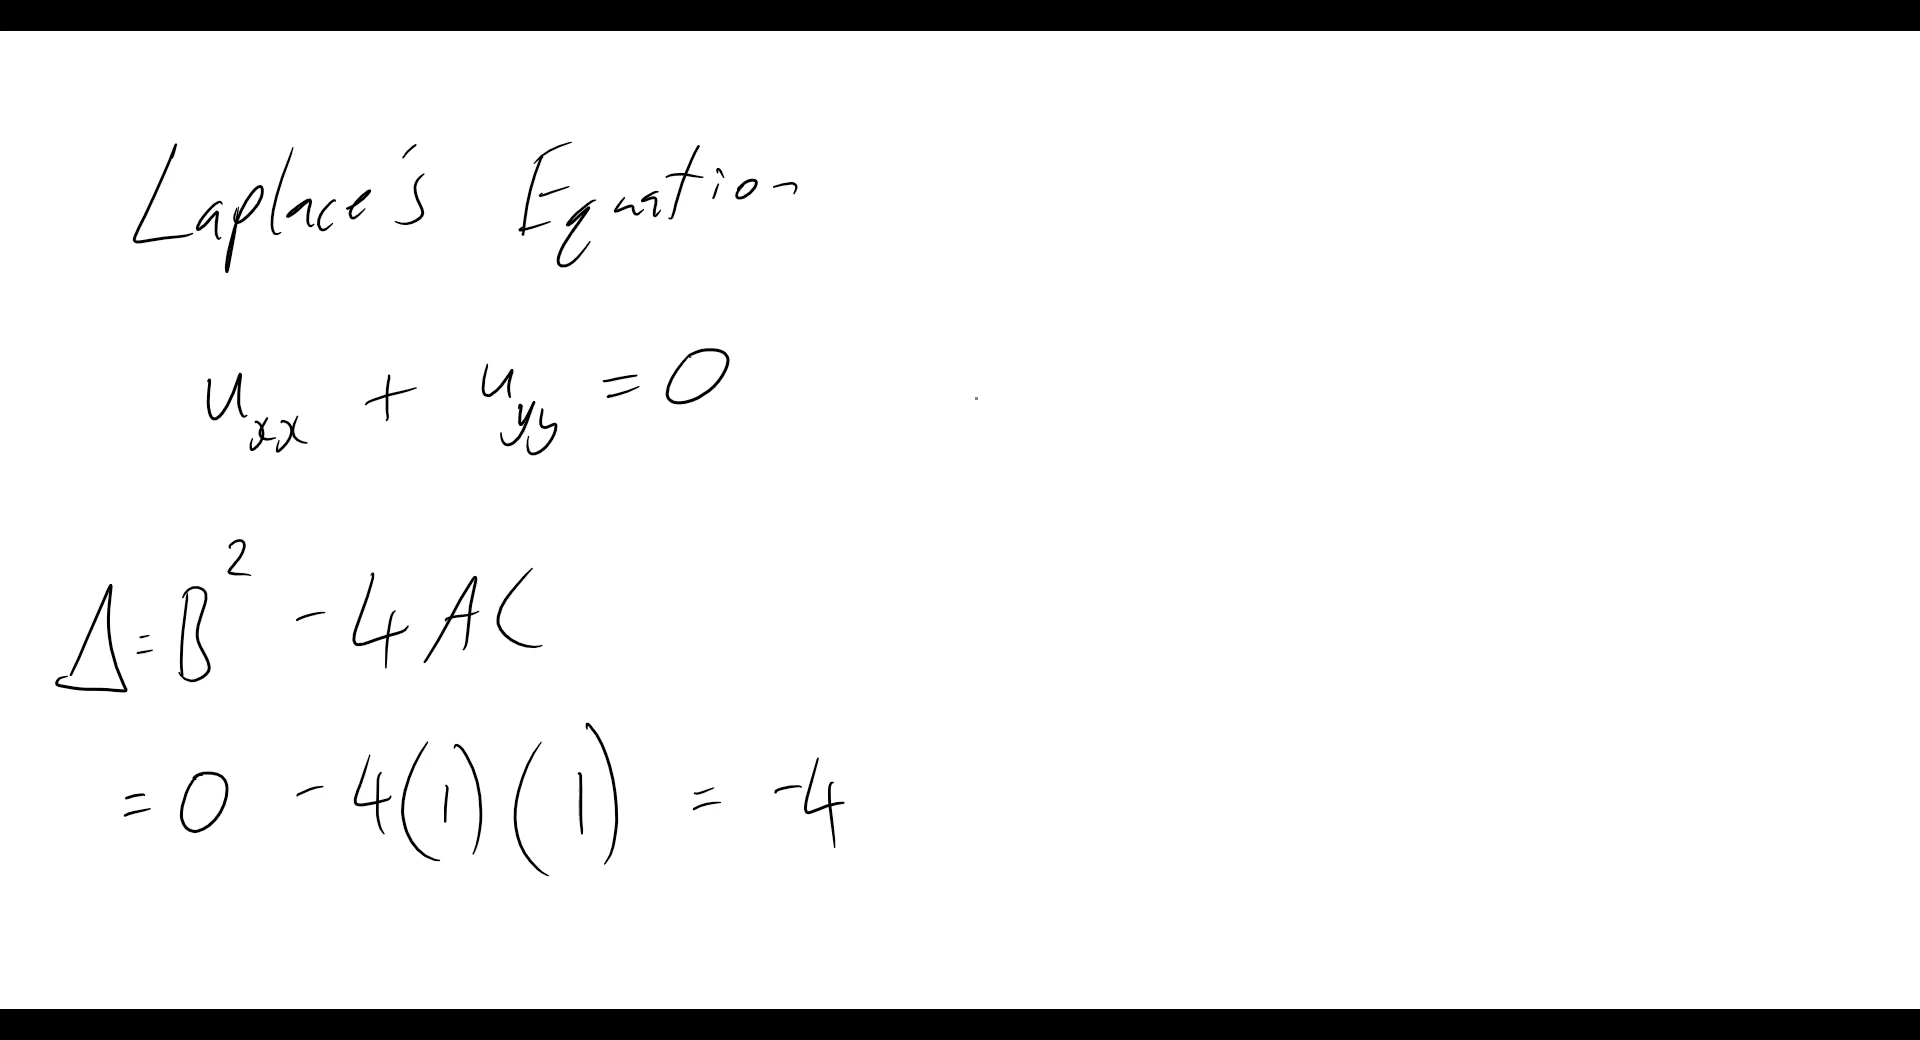 Laplace's Equation
u_xx + u_yy = 0
Δ = B² - 4AC
= 0 - 4(1)(1) = -4